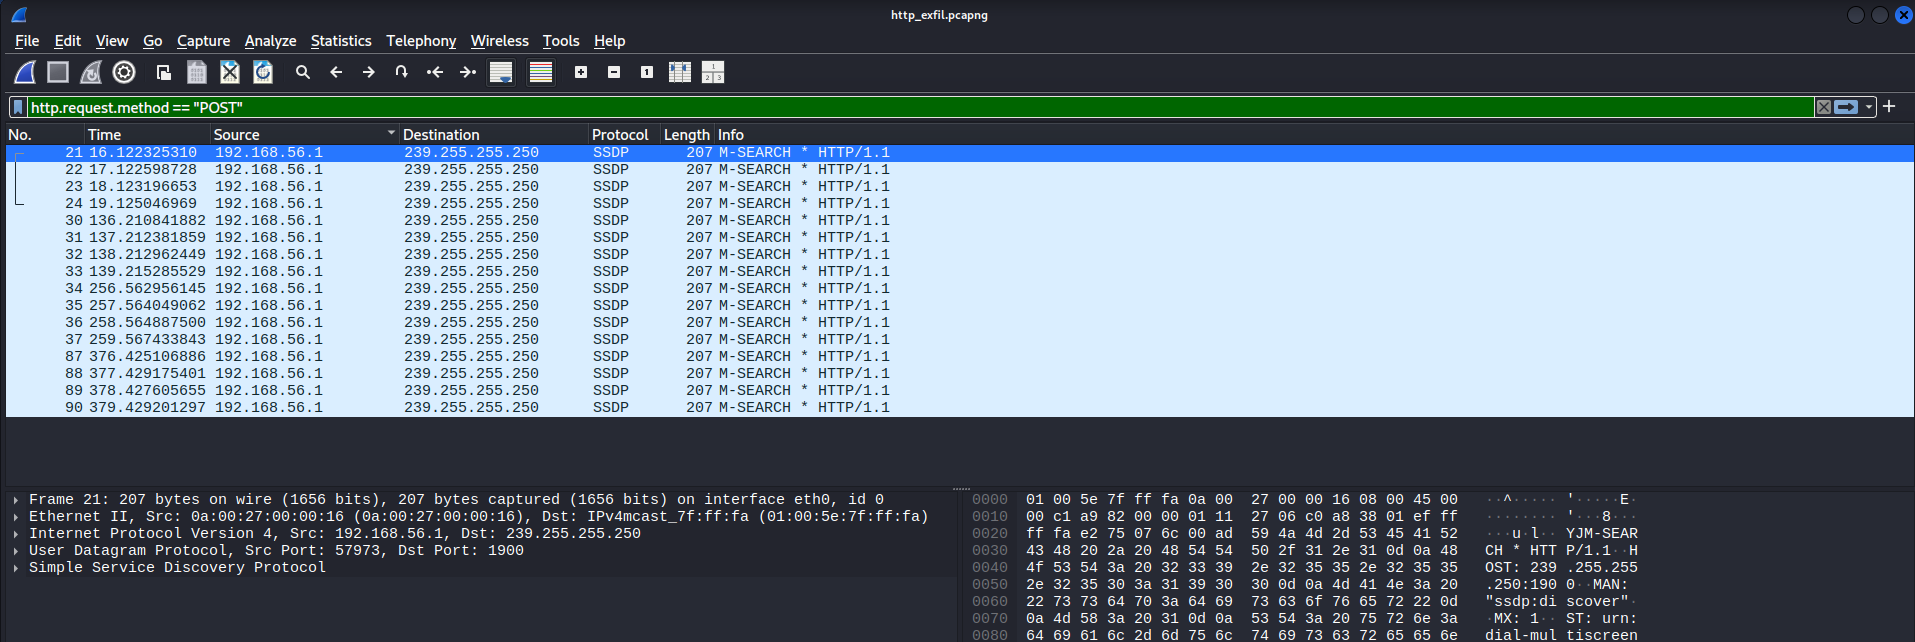 http_exfil.pcapng
File Edit View Go Capture Analyze Statistics Telephony Wireless Tools Help
http.request.method == "POST"
No. Time Source Destination Protocol Length Info
21 16.122325310 192.168.56.1 239.255.255.250 SSDP 207 M-SEARCH * HTTP/1.1
22 17.122598728 192.168.56.1 239.255.255.250 SSDP 207 M-SEARCH * HTTP/1.1
23 18.123196653 192.168.56.1 239.255.255.250 SSDP 207 M-SEARCH * HTTP/1.1
24 19.125046969 192.168.56.1 239.255.255.250 SSDP 207 M-SEARCH * HTTP/1.1
30 136.210841882 192.168.56.1 239.255.255.250 SSDP 207 M-SEARCH * HTTP/1.1
31 137.212381859 192.168.56.1 239.255.255.250 SSDP 207 M-SEARCH * HTTP/1.1
32 138.212962449 192.168.56.1 239.255.255.250 SSDP 207 M-SEARCH * HTTP/1.1
33 139.215285529 192.168.56.1 239.255.255.250 SSDP 207 M-SEARCH * HTTP/1.1
34 256.562956145 192.168.56.1 239.255.255.250 SSDP 207 M-SEARCH * HTTP/1.1
35 257.564049062 192.168.56.1 239.255.255.250 SSDP 207 M-SEARCH * HTTP/1.1
36 258.564887500 192.168.56.1 239.255.255.250 SSDP 207 M-SEARCH * HTTP/1.1
37 259.567433843 192.168.56.1 239.255.255.250 SSDP 207 M-SEARCH * HTTP/1.1
87 376.425106886 192.168.56.1 239.255.255.250 SSDP 207 M-SEARCH * HTTP/1.1
88 377.429175401 192.168.56.1 239.255.255.250 SSDP 207 M-SEARCH * HTTP/1.1
89 378.427605655 192.168.56.1 239.255.255.250 SSDP 207 M-SEARCH * HTTP/1.1
90 379.429201297 192.168.56.1 239.255.255.250 SSDP 207 M-SEARCH * HTTP/1.1
Frame 21: 207 bytes on wire (1656 bits), 207 bytes captured (1656 bits) on interface eth0, id 0
Ethernet II, Src: 0a:00:27:00:00:16 (0a:00:27:00:00:16), Dst: IPv4mcast_7f:ff:fa (01:00:5e:7f:ff:fa)
Internet Protocol Version 4, Src: 192.168.56.1, Dst: 239.255.255.250
User Datagram Protocol, Src Port: 57973, Dst Port: 1900
Simple Service Discovery Protocol
0000 01 00 5e 7f ff fa 0a 00 27 00 00 16 08 00 45 00 ··^····· '·····E·
0010 00 c1 a9 82 00 00 01 11 27 06 c0 a8 38 01 ef ff ········ '···8···
0020 ff fa e2 75 07 6c 00 ad 59 4a 4d 2d 53 45 41 52 ···u·l·· YJM-SEAR
0030 43 48 20 2a 20 48 54 54 50 2f 31 2e 31 0d 0a 48 CH * HTT P/1.1··H
0040 4f 53 54 3a 20 32 33 39 2e 32 35 35 2e 32 35 35 OST: 239 .255.255
0050 2e 32 35 30 3a 31 39 30 30 0d 0a 4d 41 4e 3a 20 .250:190 0··MAN: 
0060 22 73 73 64 70 3a 64 69 73 63 6f 76 65 72 22 0d "ssdp:di scover"·
0070 0a 4d 58 3a 20 31 0d 0a 53 54 3a 20 75 72 6e 3a ·MX: 1·· ST: urn:
0080 64 69 61 6c 2d 6d 75 6c 74 69 73 63 72 65 65 6e dial-mul tiscreen